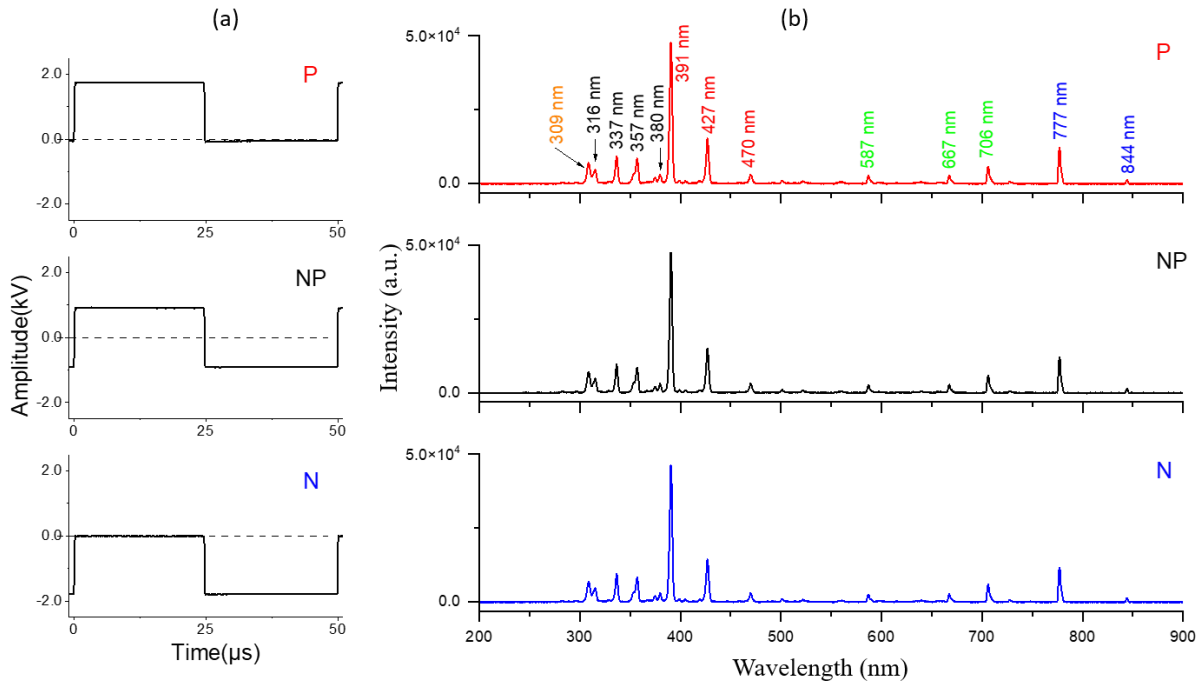 (a)
(b)
Amplitude(kV)
2.0
0.0
-2.0
P
0
25
50
2.0
0.0
-2.0
NP
0
25
50
2.0
0.0
-2.0
N
0
25
50
Time(µs)
Intensity (a.u.)
5.0×10⁴
0.0
309 nm
316 nm
337 nm
357 nm
380 nm
391 nm
427 nm
470 nm
587 nm
667 nm
706 nm
777 nm
844 nm
P
5.0×10⁴
0.0
NP
5.0×10⁴
0.0
N
200
300
400
500
600
700
800
900
Wavelength (nm)